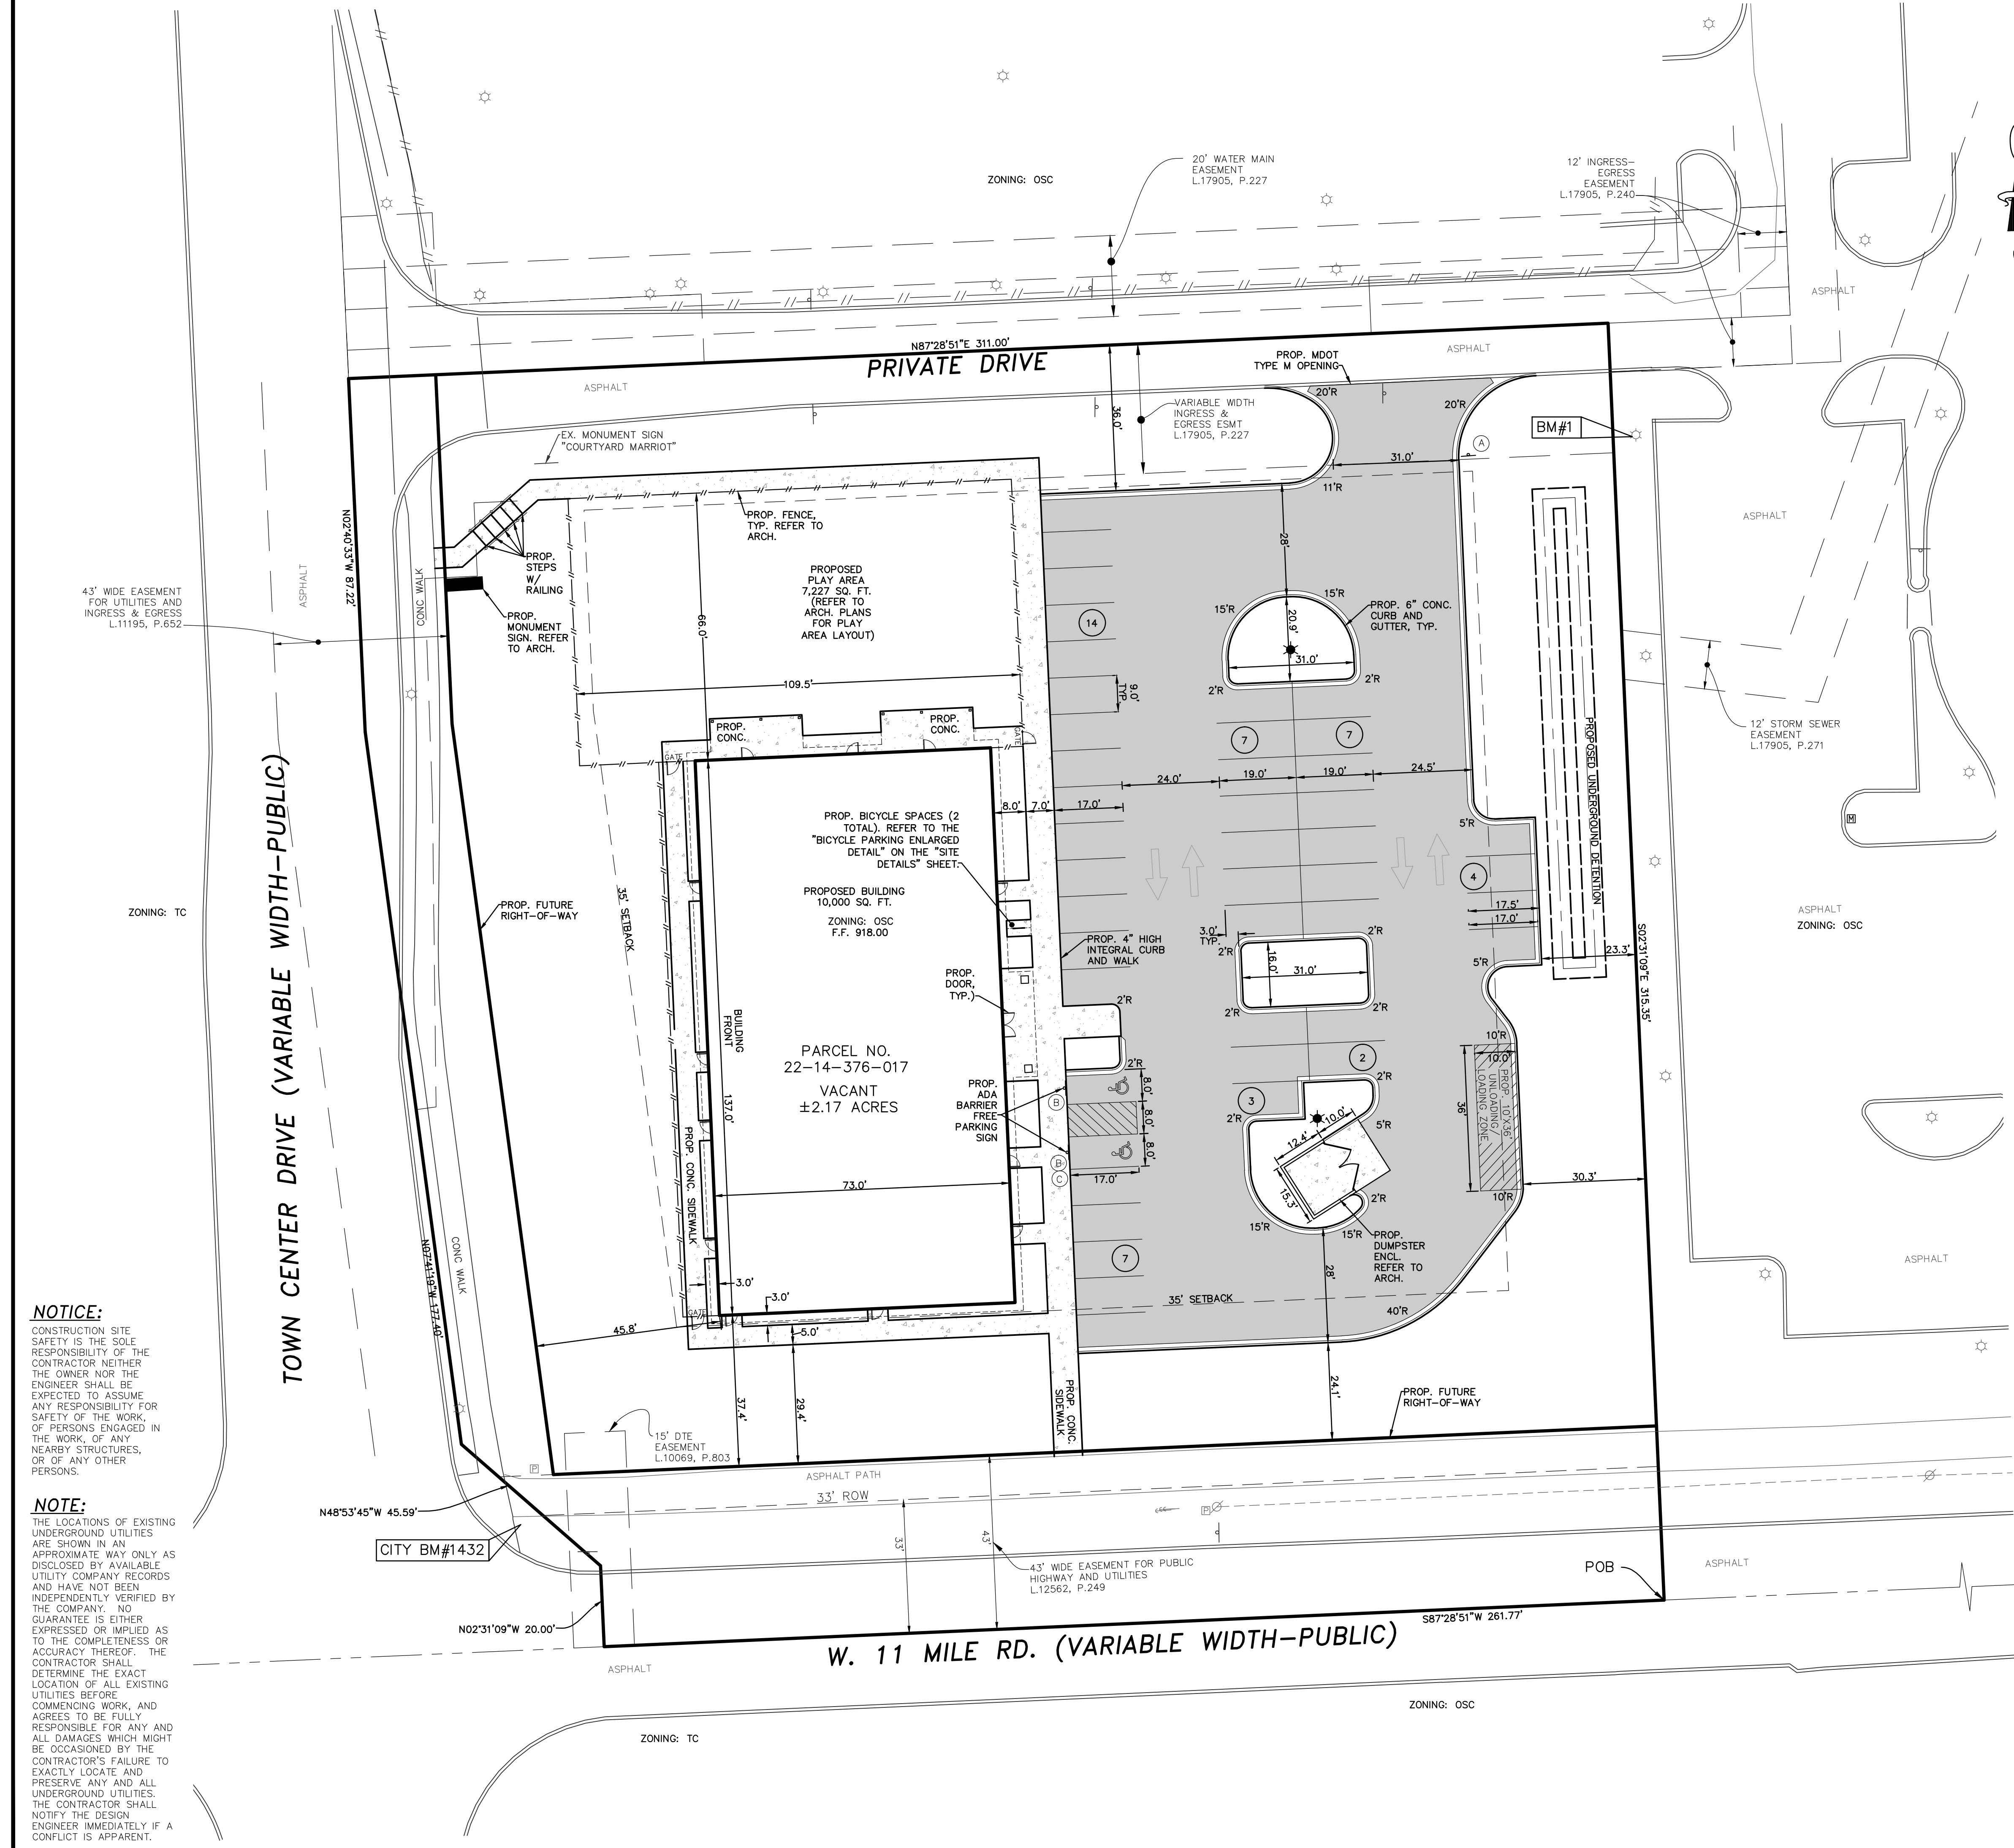 ZONING: OSC
20' WATER MAIN
EASEMENT
L.17905, P.227
12' INGRESS-
EGRESS
EASEMENT
L.17905, P.240
ASPHALT
N87°28'51"E 311.00'
PRIVATE DRIVE
ASPHALT
ASPHALT
PROP. MDOT
TYPE M OPENING
20'R
20'R
VARIABLE WIDTH
INGRESS &
EGRESS ESMT
L.17905, P.227
36.0'
EX. MONUMENT SIGN
"COURTYARD MARRIOT"
BM#1
A
31.0'
11'R
N02°40'33"W 87.22'
PROP. FENCE,
TYP. REFER TO
ARCH.
ASPHALT
28'
PROP.
STEPS
W/
RAILING
PROPOSED
PLAY AREA
7,227 SQ. FT.
(REFER TO
ARCH. PLANS
FOR PLAY
AREA LAYOUT)
43' WIDE EASEMENT
FOR UTILITIES AND
INGRESS & EGRESS
L.11195, P.652
ASPHALT
CONC WALK
PROP.
MONUMENT
SIGN. REFER
TO ARCH.
66.0'
14
15'R
15'R
20.9'
PROP. 6" CONC.
CURB AND
GUTTER, TYP.
31.0'
2'R
2'R
109.5'
9.0'
TYP.
PROP.
CONC.
PROP.
CONC.
GATE
GATE
7
7
12' STORM SEWER
EASEMENT
L.17905, P.271
PROPOSED UNDERGROUND DETENTION
24.0'
19.0'
19.0'
24.5'
8.0'
7.0'
17.0'
PROP. BICYCLE SPACES (2
TOTAL). REFER TO THE
"BICYCLE PARKING ENLARGED
DETAIL" ON THE "SITE
DETAILS" SHEET.
5'R
M
TOWN CENTER DRIVE (VARIABLE WIDTH-PUBLIC)
ZONING: TC
PROP. FUTURE
RIGHT-OF-WAY
35' SETBACK
PROPOSED BUILDING
10,000 SQ. FT.
ZONING: OSC
F.F. 918.00
4
17.5'
17.0'
ASPHALT
ZONING: OSC
3.0'
TYP.
2'R
2'R
PROP. 4" HIGH
INTEGRAL CURB
AND WALK
16.0'
31.0'
5'R
23.3'
S02°31'09"E 315.35'
PROP.
DOOR,
TYP.)
2'R
2'R
2'R
BUILDING
FRONT
10'R
10.0'
PARCEL NO.
22-14-376-017
VACANT
±2.17 ACRES
2'R
2
2'R
PROP. 10'X36'
UNLOADING/
LOADING ZONE
36'
PROP.
ADA
BARRIER
FREE
PARKING
SIGN
B
8.0'
8.0'
8.0'
3
2'R
10.0'
5'R
12.4'
137.0'
PROP. CONC. SIDEWALK
B
C
17.0'
15.3'
2'R
10'R
30.3'
73.0'
15'R
15'R
PROP.
DUMPSTER
ENCL.
REFER TO
ARCH.
7
28'
ASPHALT
N07°41'19"W 177.40'
CONC WALK
3.0'
3.0'
35' SETBACK
40'R
GATE
45.8'
5.0'
NOTICE:
CONSTRUCTION SITE
SAFETY IS THE SOLE
RESPONSIBILITY OF THE
CONTRACTOR NEITHER
THE OWNER NOR THE
ENGINEER SHALL BE
EXPECTED TO ASSUME
ANY RESPONSIBILITY FOR
SAFETY OF THE WORK,
OF PERSONS ENGAGED IN
THE WORK, OF ANY
NEARBY STRUCTURES,
OR OF ANY OTHER
PERSONS.
37.4'
29.4'
PROP. CONC.
SIDEWALK
24.1'
PROP. FUTURE
RIGHT-OF-WAY
15' DTE
EASEMENT
L.10069, P.803
P
ASPHALT PATH
33' ROW
P
N48°53'45"W 45.59'
CITY BM#1432
33'
43'
43' WIDE EASEMENT FOR PUBLIC
HIGHWAY AND UTILITIES
L.12562, P.249
POB
ASPHALT
N02°31'09"W 20.00'
S87°28'51"W 261.77'
W. 11 MILE RD. (VARIABLE WIDTH-PUBLIC)
ASPHALT
ZONING: OSC
ZONING: TC
NOTE:
THE LOCATIONS OF EXISTING
UNDERGROUND UTILITIES
ARE SHOWN IN AN
APPROXIMATE WAY ONLY AS
DISCLOSED BY AVAILABLE
UTILITY COMPANY RECORDS
AND HAVE NOT BEEN
INDEPENDENTLY VERIFIED BY
THE COMPANY. NO
GUARANTEE IS EITHER
EXPRESSED OR IMPLIED AS
TO THE COMPLETENESS OR
ACCURACY THEREOF. THE
CONTRACTOR SHALL
DETERMINE THE EXACT
LOCATION OF ALL EXISTING
UTILITIES BEFORE
COMMENCING WORK, AND
AGREES TO BE FULLY
RESPONSIBLE FOR ANY AND
ALL DAMAGES WHICH MIGHT
BE OCCASIONED BY THE
CONTRACTOR'S FAILURE TO
EXACTLY LOCATE AND
PRESERVE ANY AND ALL
UNDERGROUND UTILITIES.
THE CONTRACTOR SHALL
NOTIFY THE DESIGN
ENGINEER IMMEDIATELY IF A
CONFLICT IS APPARENT.